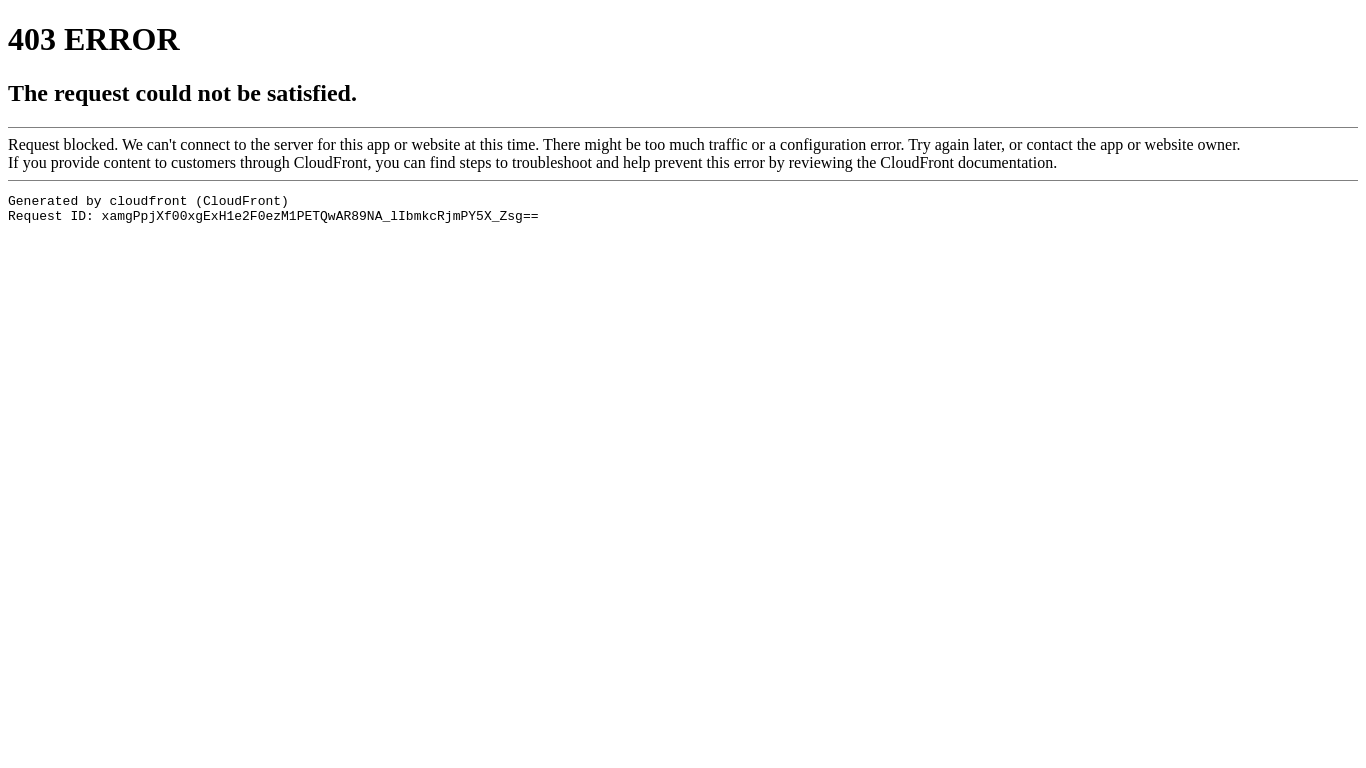 403 ERROR
The request could not be satisfied.
Request blocked. We can't connect to the server for this app or website at this time. There might be too much traffic or a configuration error. Try again later, or contact the app or website owner.
If you provide content to customers through CloudFront, you can find steps to troubleshoot and help prevent this error by reviewing the CloudFront documentation.
Generated by cloudfront (CloudFront)
Request ID: xamgPpjXf00xgExH1e2F0ezM1PETQwAR89NA_lIbmkcRjmPY5X_Zsg==